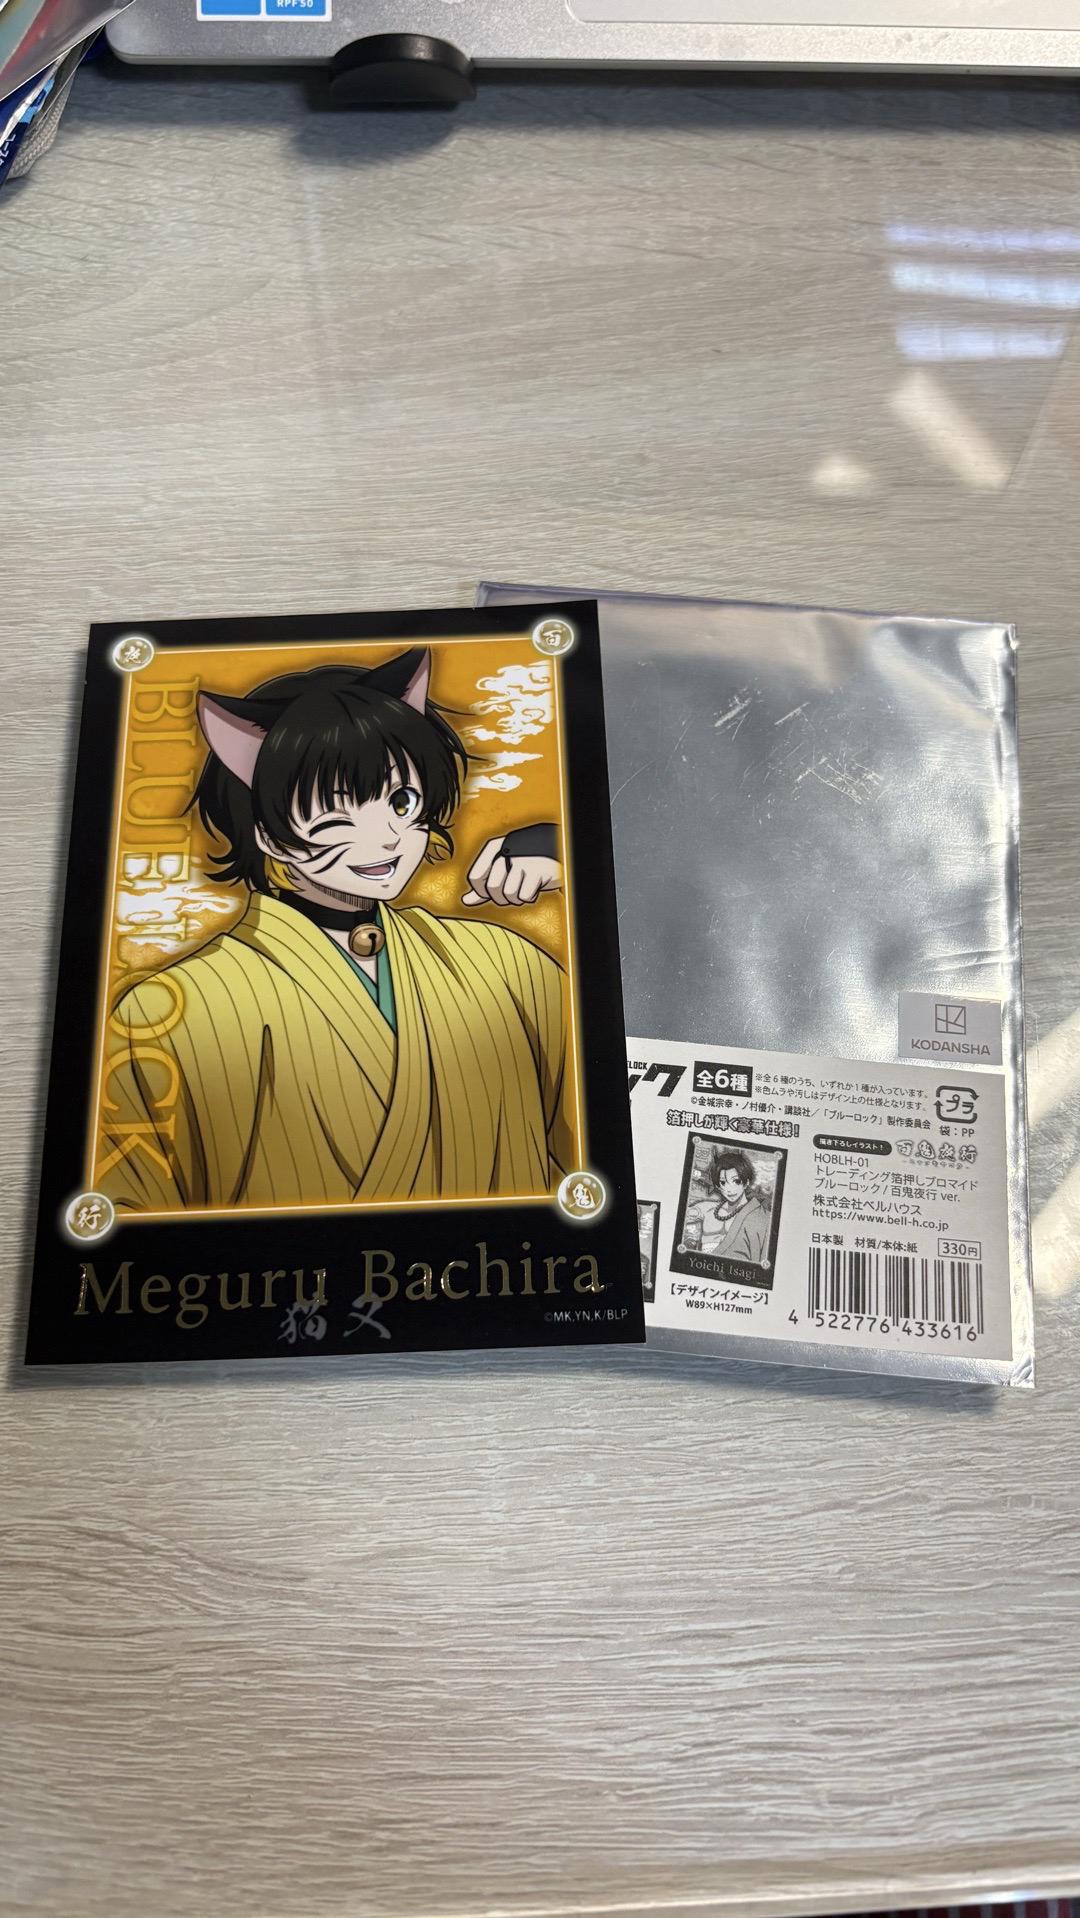 RPF50
夜
百
BLUE LOCK
行
鬼
Meguru Bachira
猫又
©MK,YN,K/BLP
KODANSHA
全6種
※全6種のうち、いずれか1種が入っています。
※色ムラや汚しはデザイン上の仕様となります。
©金城宗幸・ノ村優介・講談社/「ブルーロック」製作委員会
プラ
袋:PP
箔押しが輝く豪華仕様!
描き下ろしイラスト!
百鬼夜行
HOBLH-01
トレーディング箔押しブロマイド
ブルーロック/百鬼夜行 ver.
株式会社ベルハウス
https://www.bell-h.co.jp
日本製 材質/本体:紙 330円
Yoichi Isagi
【デザインイメージ】
W89×H127mm
4 522776 433616